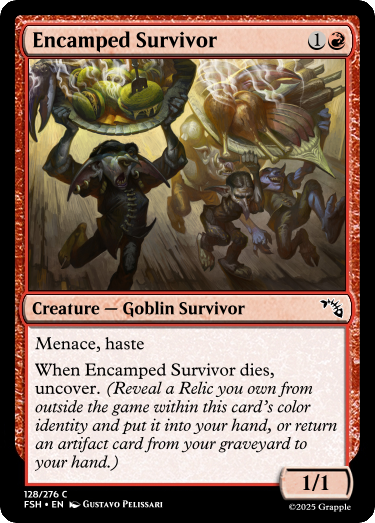 Encamped Survivor
1
Creature — Goblin Survivor
Menace, haste
When Encamped Survivor dies,
uncover. (Reveal a Relic you own from
outside the game within this card's color
identity and put it into your hand, or return
an artifact card from your graveyard to
your hand.)
1/1
128/276 C
FSH • EN Gustavo Pelissari
©2025 Grapple